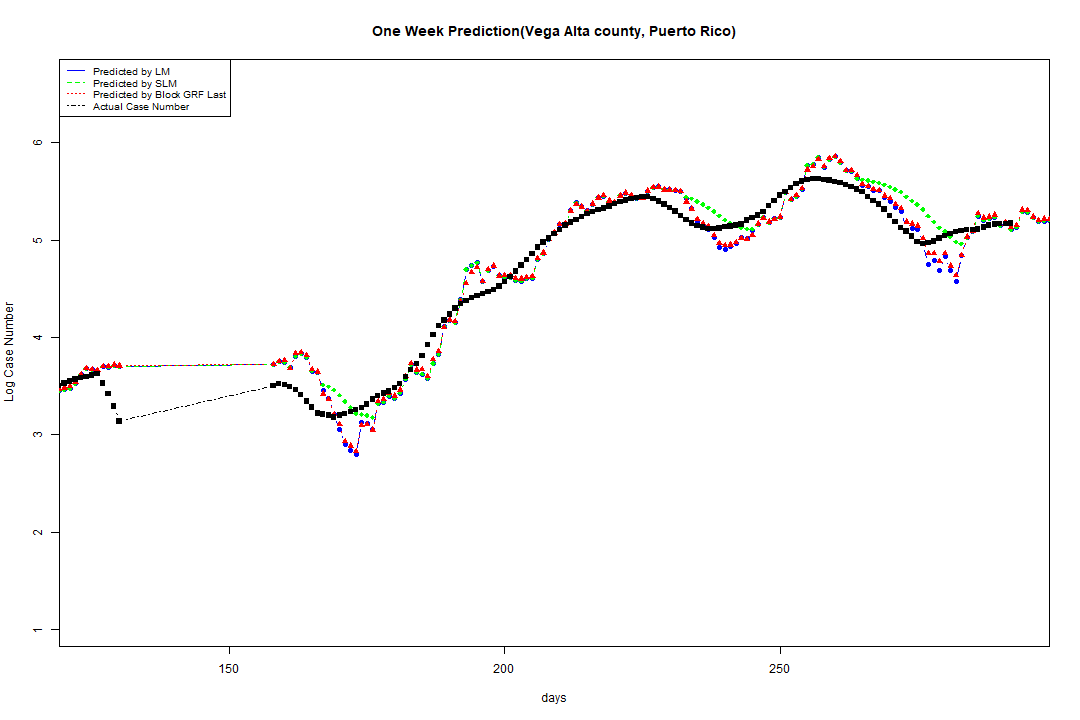 One Week Prediction(Vega Alta county, Puerto Rico)
Predicted by LM
Predicted by SLM
Predicted by Block GRF Last
Actual Case Number
6
5
4
3
2
1
Log Case Number
150
200
250
days